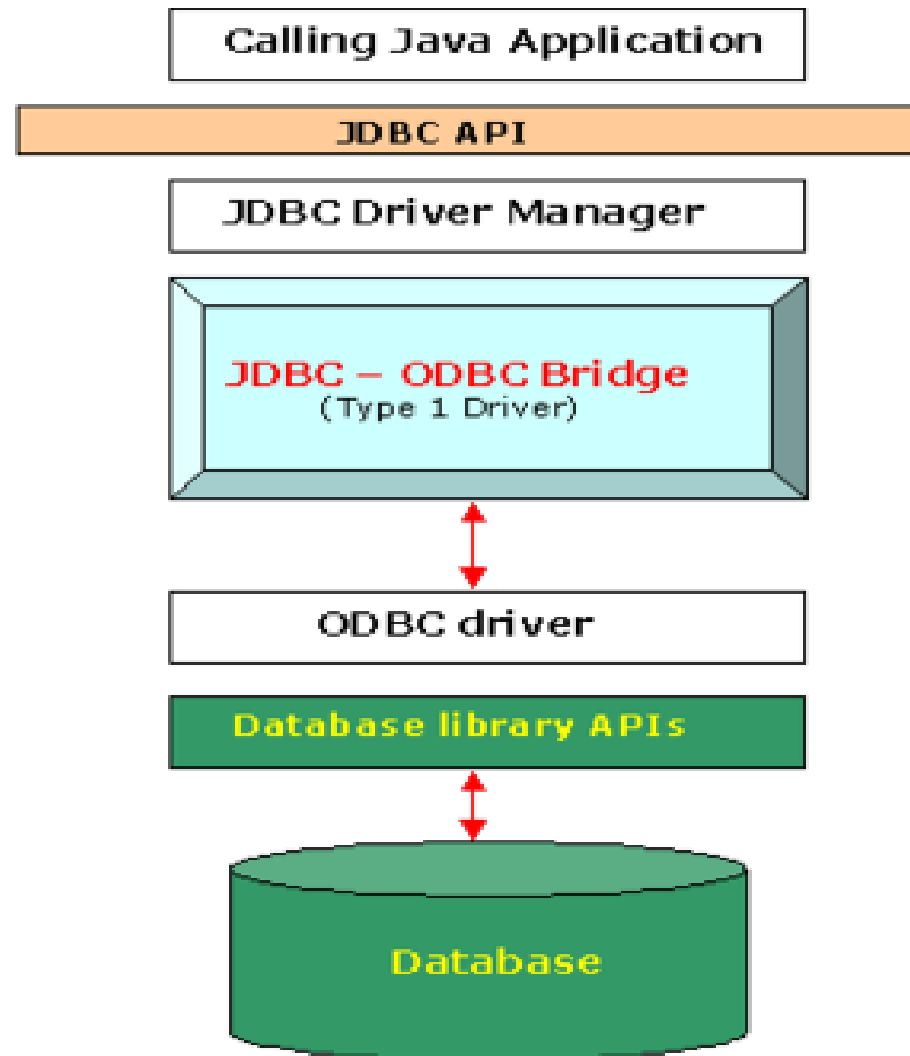 Calling Java Application
JDBC API
JDBC Driver Manager
JDBC – ODBC Bridge
(Type 1 Driver)
ODBC driver
Database library APIs
Database